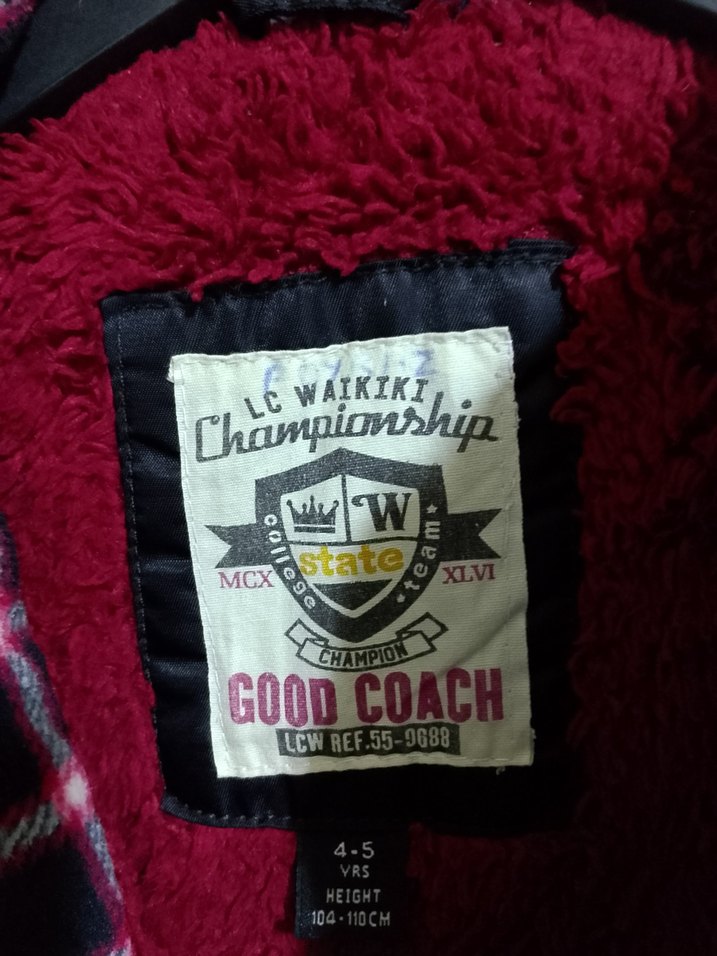 LC WAIKIKI
Championship
W
college
state
team
MCX
XLVI
CHAMPION
GOOD COACH
LCW REF.55-9688
4-5
YRS
HEIGHT
104-110CM